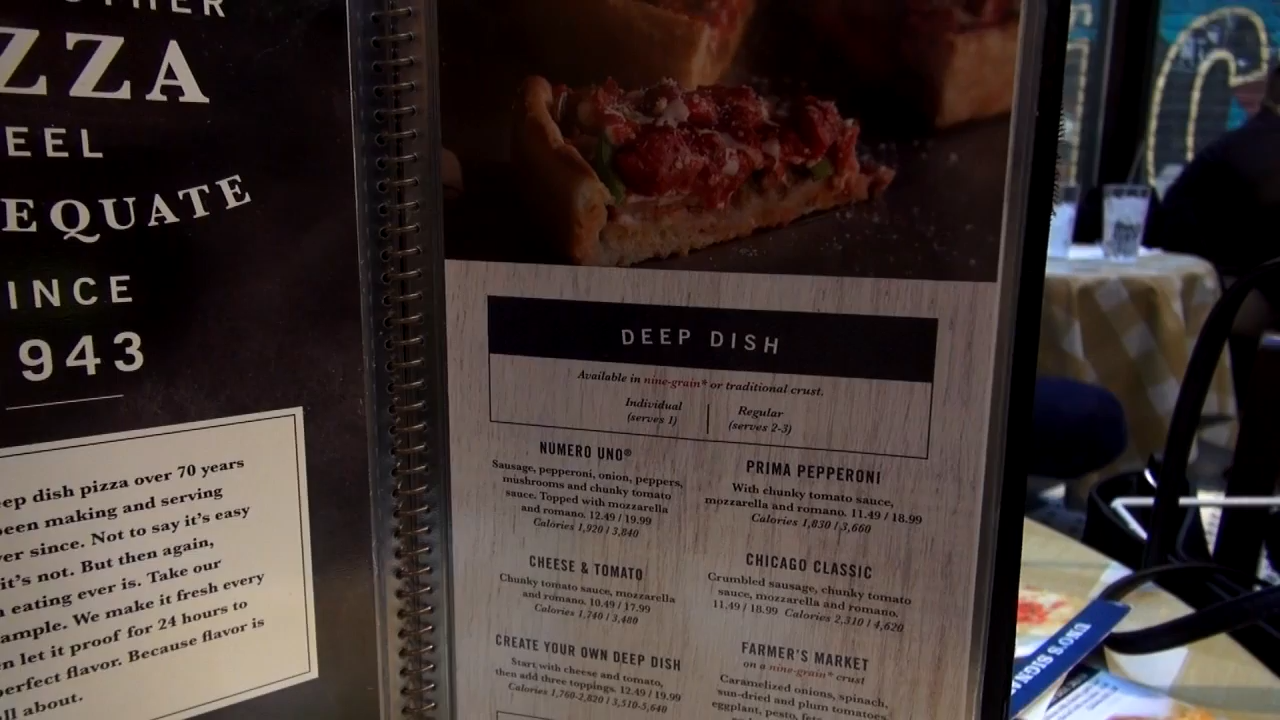 OTHER
ZZA
EEL
EQUATE
INCE
943
eep dish pizza over 70 years
been making and serving
er since. Not to say it's easy
it's not. But then again,
n eating ever is. Take our
ample. We make it fresh every
en let it proof for 24 hours to
perfect flavor. Because flavor is
ll about.
DEEP DISH
Available in nine-grain* or traditional crust.
Individual
(serves 1)
Regular
(serves 2-3)
NUMERO UNO®
Sausage, pepperoni, onion, peppers,
mushrooms and chunky tomato
sauce. Topped with mozzarella
and romano. 12.49 / 19.99
Calories 1,920 / 3,840
PRIMA PEPPERONI
With chunky tomato sauce,
mozzarella and romano. 11.49 / 18.99
Calories 1,830 / 3,660
CHEESE & TOMATO
Chunky tomato sauce, mozzarella
and romano. 10.49 / 17.99
Calories 1,740 / 3,480
CHICAGO CLASSIC
Crumbled sausage, chunky tomato
sauce, mozzarella and romano.
11.49 / 18.99 Calories 2,310 / 4,620
CREATE YOUR OWN DEEP DISH
Start with cheese and tomato,
then add three toppings. 12.49 / 19.99
Calories 1,760-2,820 / 3,510-5,640
FARMER'S MARKET
on a nine-grain* crust
Caramelized onions, spinach,
sun-dried and plum tomatoes
eggplant, pesto,
UNO'S SIGN
C